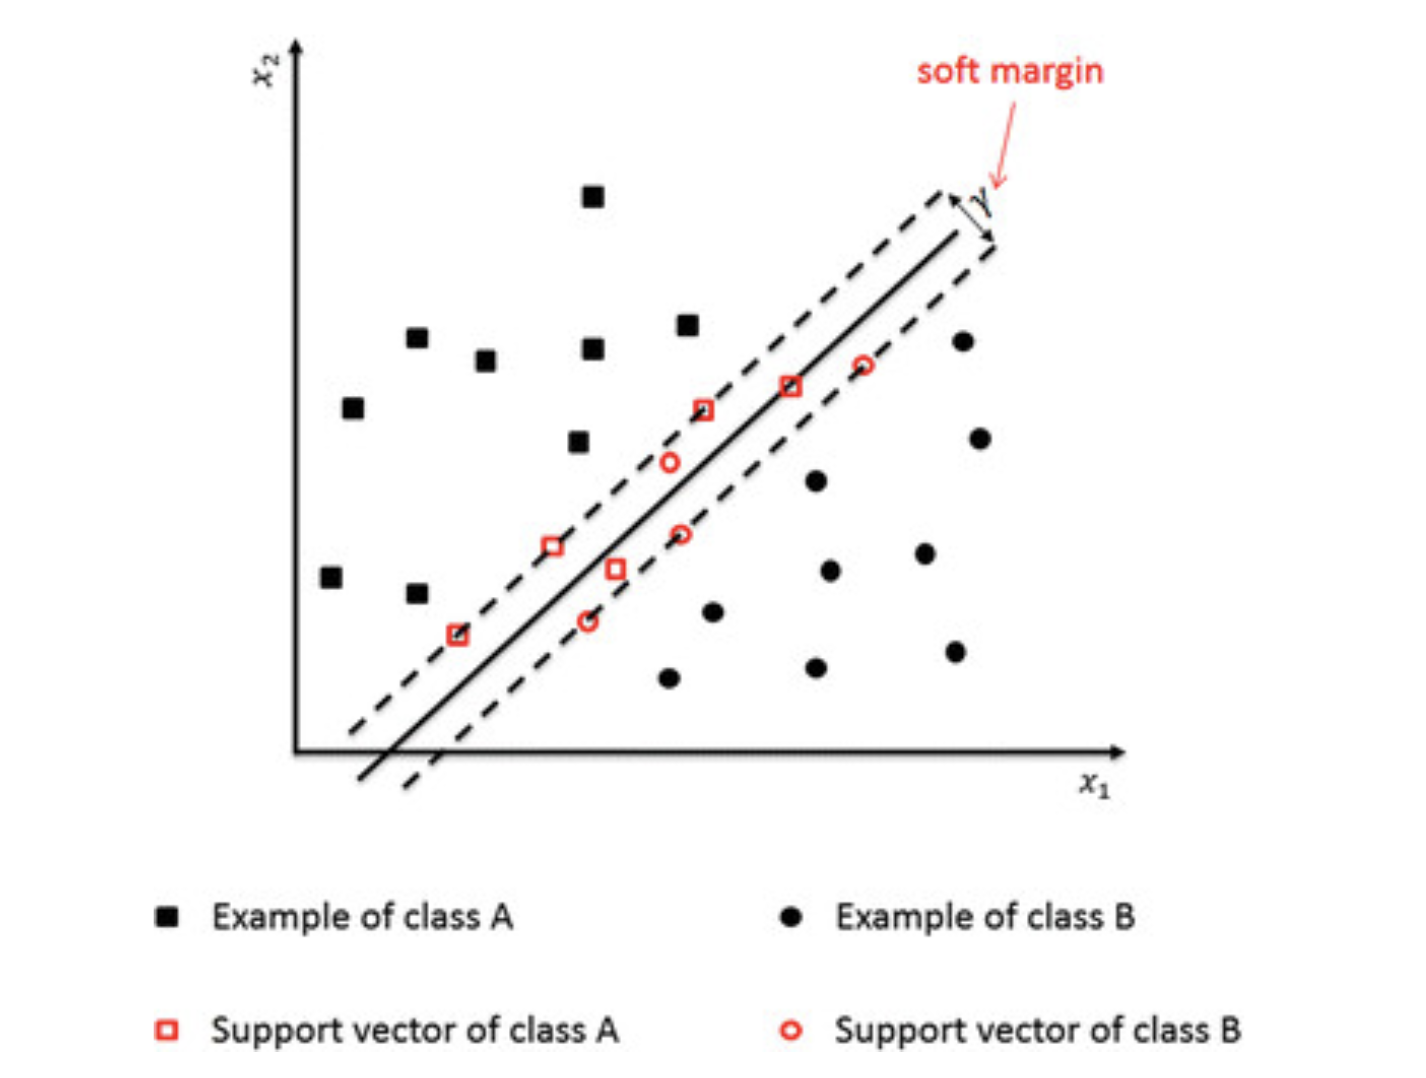 x₂
soft margin
γ
x₁
Example of class A
Example of class B
Support vector of class A
Support vector of class B